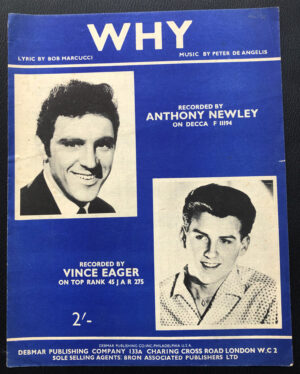 WHY
LYRIC BY BOB MARCUCCI MUSIC BY PETER DE ANGELIS
RECORDED BY
ANTHONY NEWLEY
ON DECCA F 11194
RECORDED BY
VINCE EAGER
ON TOP RANK 45 J A R 275
2'-
DEBMAR PUBLISHING CO. INC. PHILADELPHIA, U.S.A.
DEBMAR PUBLISHING COMPANY 133A CHARING CROSS ROAD LONDON W.C 2
SOLE SELLING AGENTS. BRON ASSOCIATED PUBLISHERS LTD